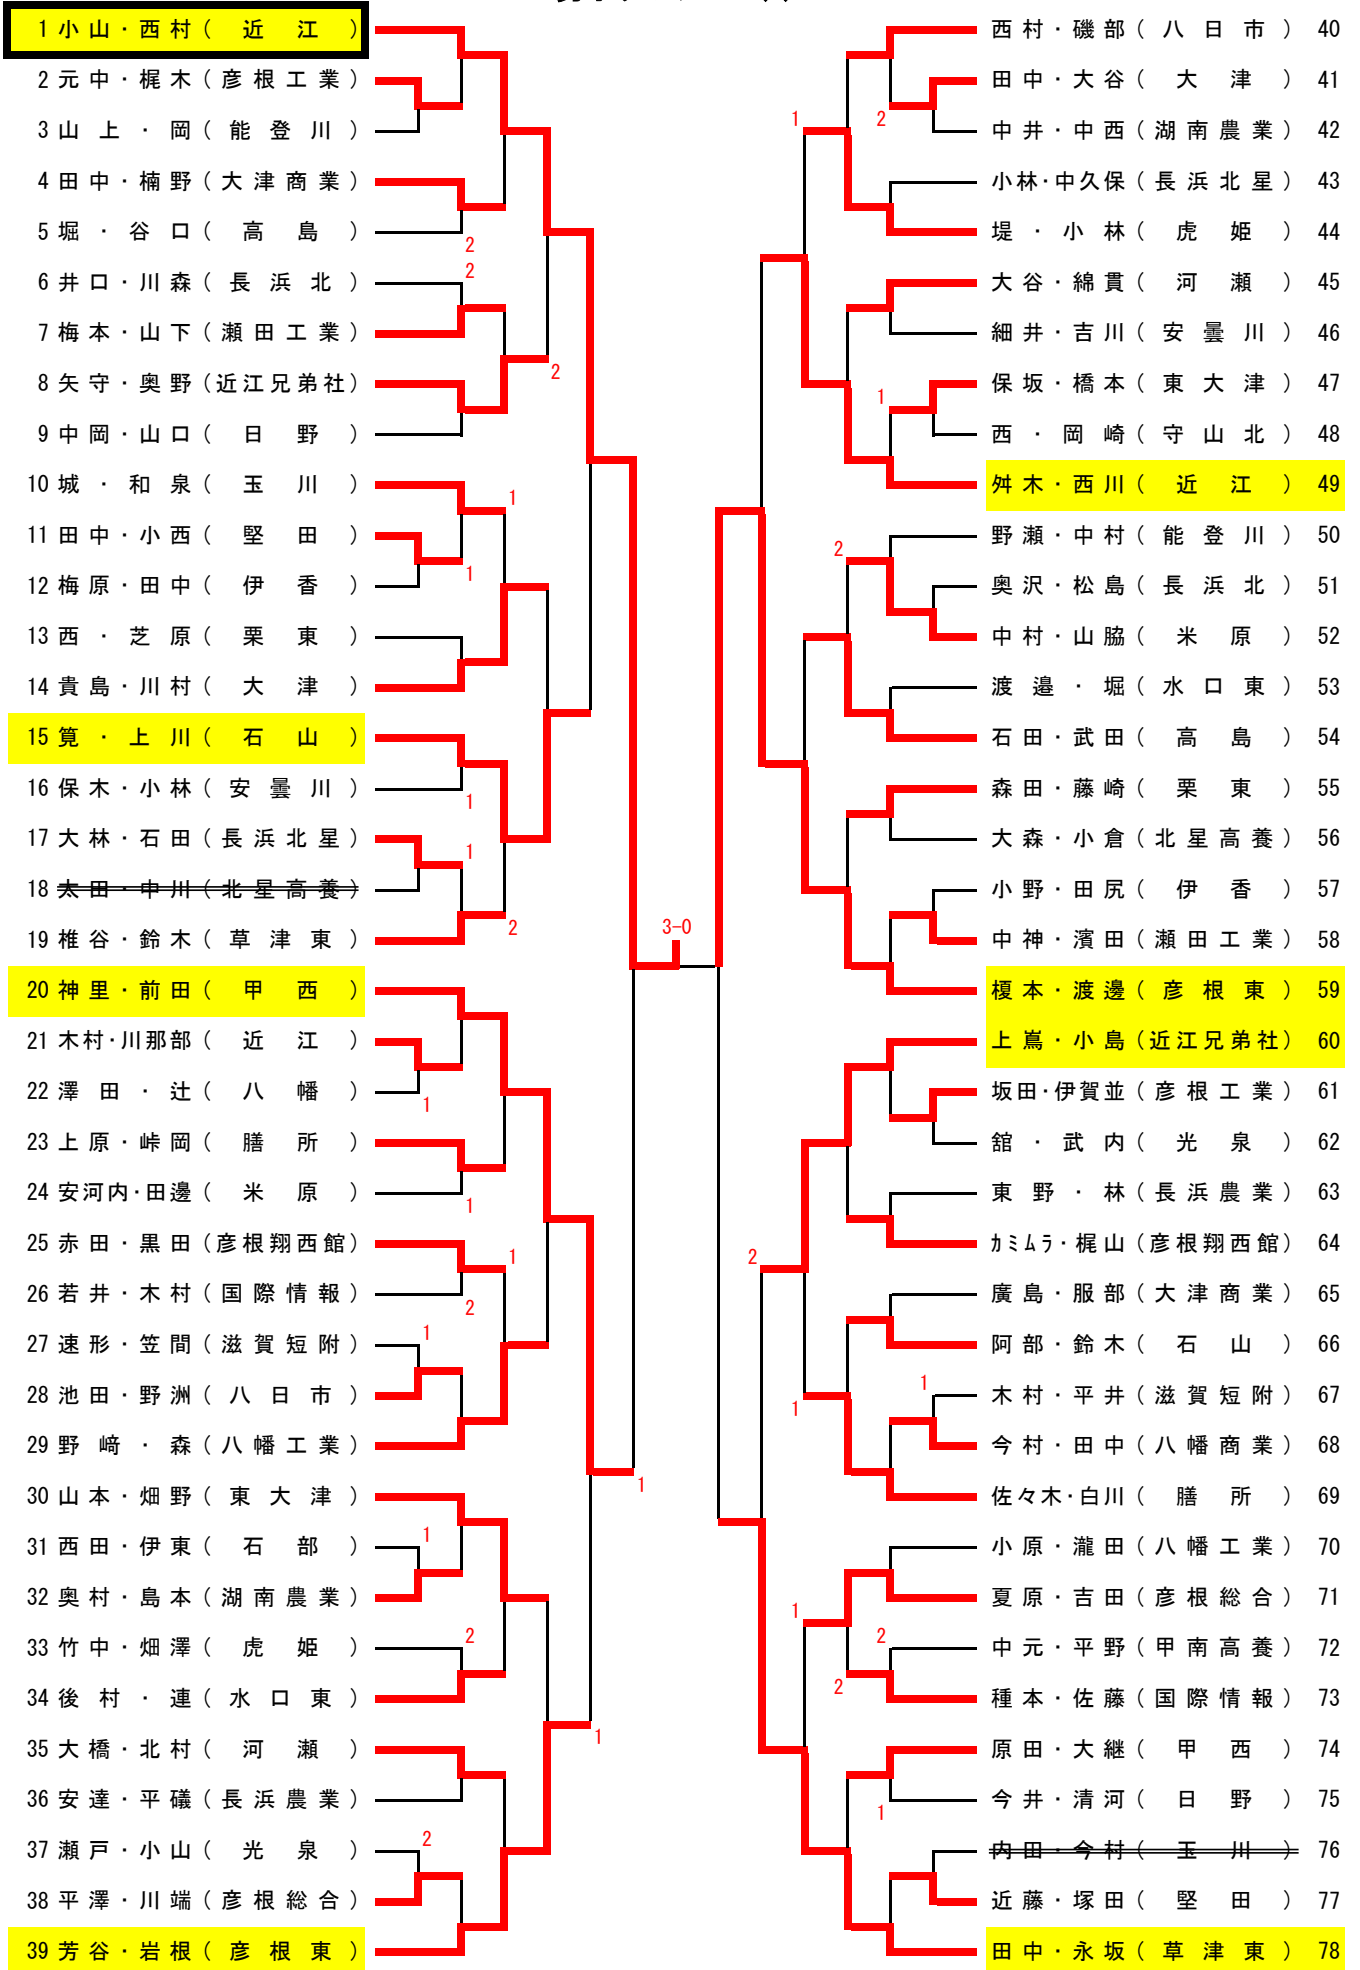 1 小山・西村(近江)
2 元中・梶木(彦根工業)
3 山上・岡(能登川)
4 田中・楠野(大津商業)
5 堀・谷口(高島)
2
2
6 井口・川森(長浜北)
7 梅本・山下(瀬田工業)
8 矢守・奥野(近江兄弟社)
2
9 中岡・山口(日野)
10 城・和泉(玉川)
1
11 田中・小西(堅田)
1
12 梅原・田中(伊香)
13 西・芝原(栗東)
14 貴島・川村(大津)
15 筧・上川(石山)
16 保木・小林(安曇川)
1
17 大林・石田(長浜北星)
1
18 太田・中川(北星高養)
19 椎谷・鈴木(草津東)
2
3-0
20 神里・前田(甲西)
21 木村・川那部(近江)
22 澤田・辻(八幡)
1
23 上原・峠岡(膳所)
24 安河内・田邊(米原)
1
25 赤田・黒田(彦根翔西館)
1
26 若井・木村(国際情報)
2
27 速形・笠間(滋賀短附)
1
28 池田・野洲(八日市)
29 野﨑・森(八幡工業)
1
30 山本・畑野(東大津)
31 西田・伊東(石部)
1
32 奥村・島本(湖南農業)
33 竹中・畑澤(虎姫)
2
34 後村・連(水口東)
35 大橋・北村(河瀬)
1
36 安達・平礒(長浜農業)
37 瀬戸・小山(光泉)
2
38 平澤・川端(彦根総合)
39 芳谷・岩根(彦根東)
西村・磯部(八日市) 40
田中・大谷(大津) 41
1
2
中井・中西(湖南農業) 42
小林・中久保(長浜北星) 43
堤・小林(虎姫) 44
大谷・綿貫(河瀬) 45
細井・吉川(安曇川) 46
保坂・橋本(東大津) 47
1
西・岡崎(守山北) 48
舛木・西川(近江) 49
野瀬・中村(能登川) 50
2
奥沢・松島(長浜北) 51
中村・山脇(米原) 52
渡邉・堀(水口東) 53
石田・武田(高島) 54
森田・藤崎(栗東) 55
大森・小倉(北星高養) 56
小野・田尻(伊香) 57
中神・濱田(瀬田工業) 58
榎本・渡邊(彦根東) 59
上嶌・小島(近江兄弟社) 60
坂田・伊賀並(彦根工業) 61
舘・武内(光泉) 62
東野・林(長浜農業) 63
カミムラ・梶山(彦根翔西館) 64
2
廣島・服部(大津商業) 65
阿部・鈴木(石山) 66
木村・平井(滋賀短附) 67
1
1
今村・田中(八幡商業) 68
佐々木・白川(膳所) 69
小原・瀧田(八幡工業) 70
夏原・吉田(彦根総合) 71
1
中元・平野(甲南高養) 72
2
2
種本・佐藤(国際情報) 73
原田・大継(甲西) 74
今井・清河(日野) 75
1
内田・今村(玉川) 76
近藤・塚田(堅田) 77
田中・永坂(草津東) 78